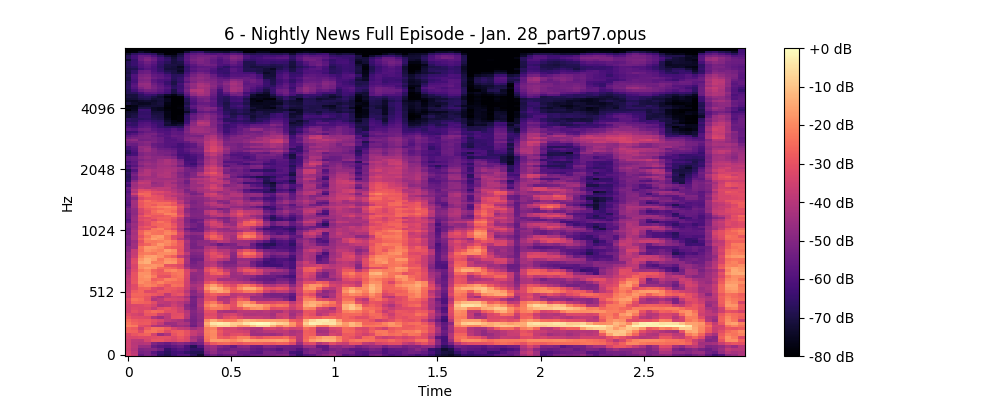 6 - Nightly News Full Episode - Jan. 28_part97.opus
Hz
4096
2048
1024
512
0
0 0.5 1 1.5 2 2.5
Time
+0 dB
-10 dB
-20 dB
-30 dB
-40 dB
-50 dB
-60 dB
-70 dB
-80 dB